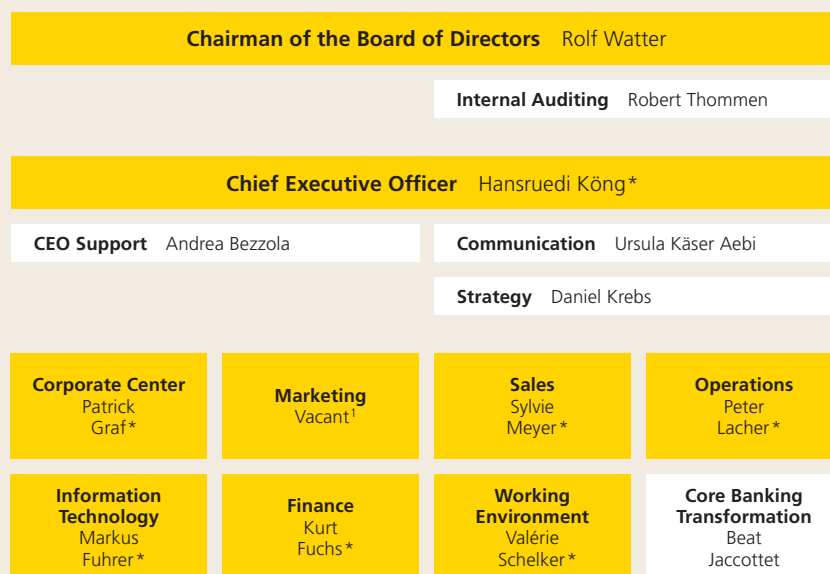 Chairman of the Board of Directors Rolf Watter
Internal Auditing Robert Thommen
Chief Executive Officer Hansruedi Köng*
CEO Support Andrea Bezzola
Communication Ursula Käser Aebi
Strategy Daniel Krebs
Corporate Center
Patrick
Graf*
Marketing
Vacant¹
Sales
Sylvie
Meyer*
Operations
Peter
Lacher*
Information
Technology
Markus
Fuhrer*
Finance
Kurt
Fuchs*
Working
Environment
Valérie
Schelker*
Core Banking
Transformation
Beat
Jaccottet